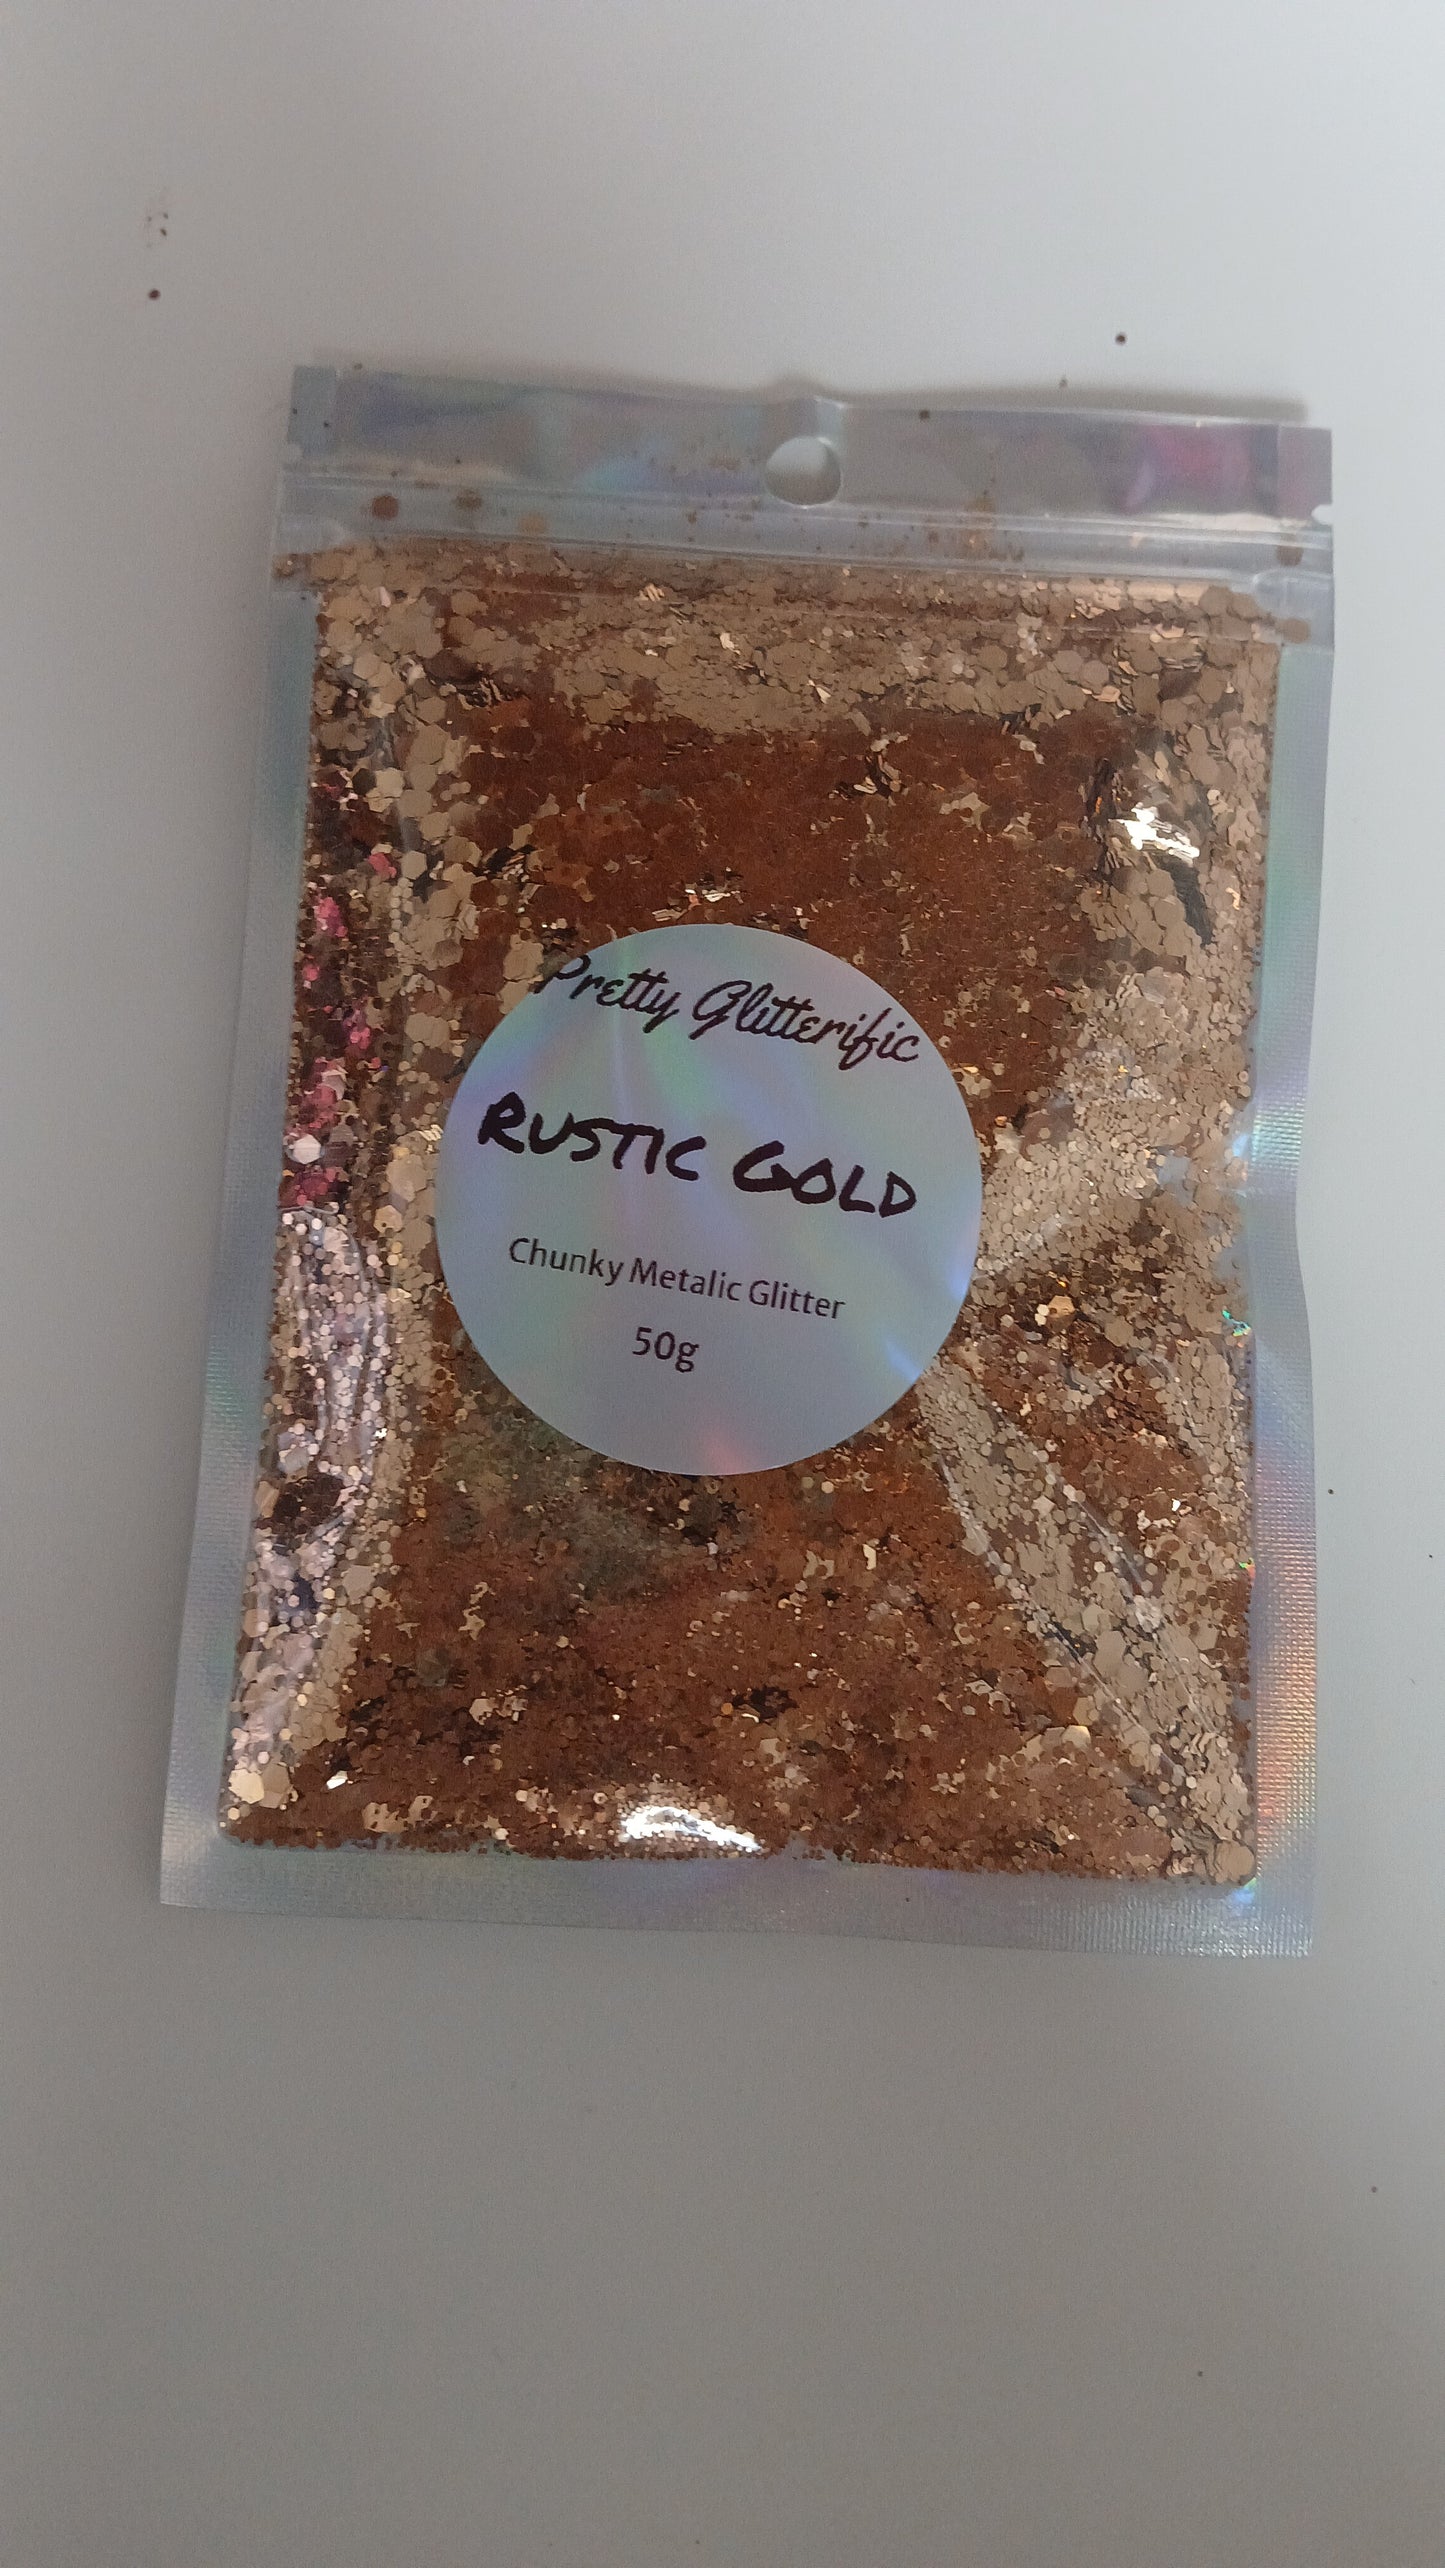 Pretty Glitterific
Rustic Gold
Chunky Metalic Glitter
50g